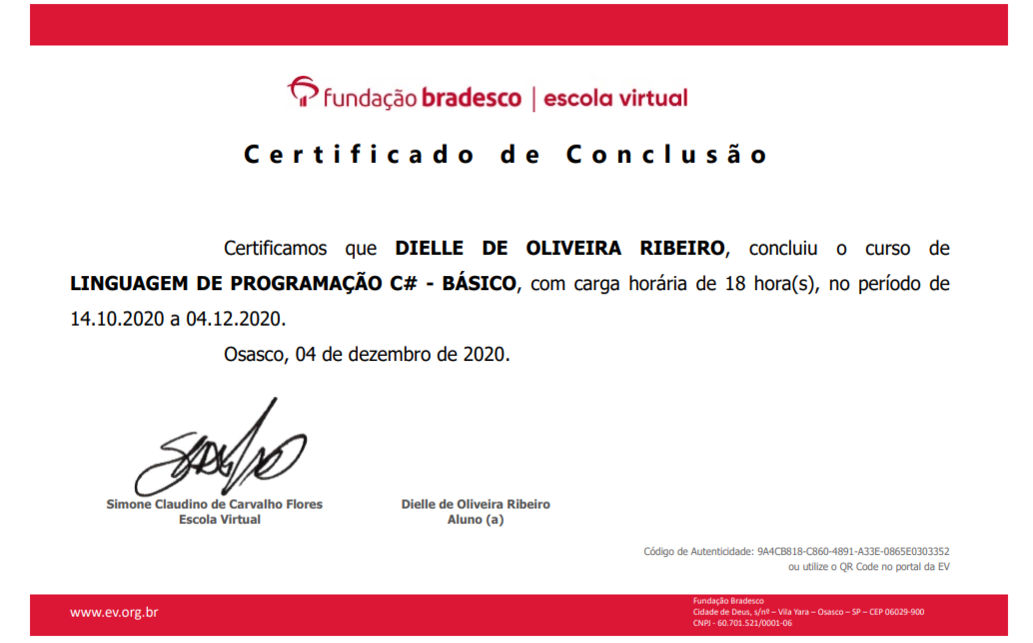 fundação bradesco | escola virtual
Certificado de Conclusão
Certificamos que DIELLE DE OLIVEIRA RIBEIRO, concluiu o curso de
LINGUAGEM DE PROGRAMAÇÃO C# - BÁSICO, com carga horária de 18 hora(s), no período de
14.10.2020 a 04.12.2020.
Osasco, 04 de dezembro de 2020.
Simone Claudino de Carvalho Flores
Escola Virtual
Dielle de Oliveira Ribeiro
Aluno (a)
Código de Autenticidade: 9A4CB818-C860-4891-A33E-0865E0303352
ou utilize o QR Code no portal da EV
www.ev.org.br
Fundação Bradesco
Cidade de Deus, s/nº – Vila Yara – Osasco – SP – CEP 06029-900
CNPJ - 60.701.521/0001-06